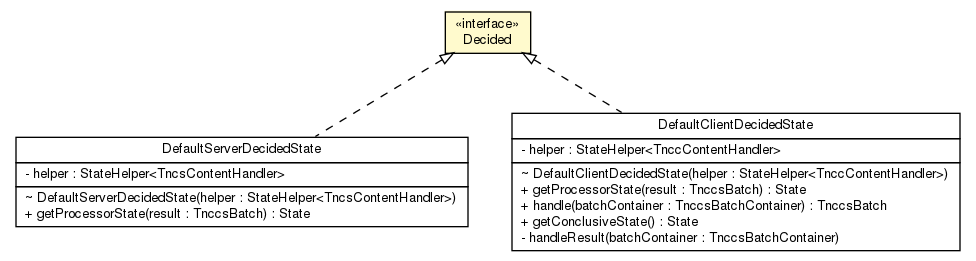 «interface»
Decided
DefaultServerDecidedState
- helper : StateHelper<TncsContentHandler>
~ DefaultServerDecidedState(helper : StateHelper<TncsContentHandler>)
+ getProcessorState(result : TnccsBatch) : State
DefaultClientDecidedState
- helper : StateHelper<TnccContentHandler>
~ DefaultClientDecidedState(helper : StateHelper<TnccContentHandler>)
+ getProcessorState(result : TnccsBatch) : State
+ handle(batchContainer : TnccsBatchContainer) : TnccsBatch
+ getConclusiveState() : State
- handleResult(batchContainer : TnccsBatchContainer)